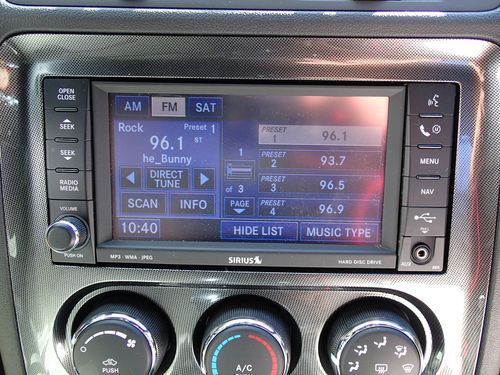 OPEN
CLOSE
SEEK
SEEK
RADIO
MEDIA
VOLUME
PUSH ON
AM FM SAT
Rock Preset 1
96.1 ST
he_Bunny
DIRECT
TUNE
SCAN INFO
10:40
1
of 3
PAGE
PRESET
1 96.1
PRESET
2 93.7
PRESET
3 96.5
PRESET
4 96.9
HIDE LIST MUSIC TYPE
MENU
NAV
PULL
AUX
MP3 · WMA · JPEG
SIRIUS
HARD DISC DRIVE
PUSH
A/C